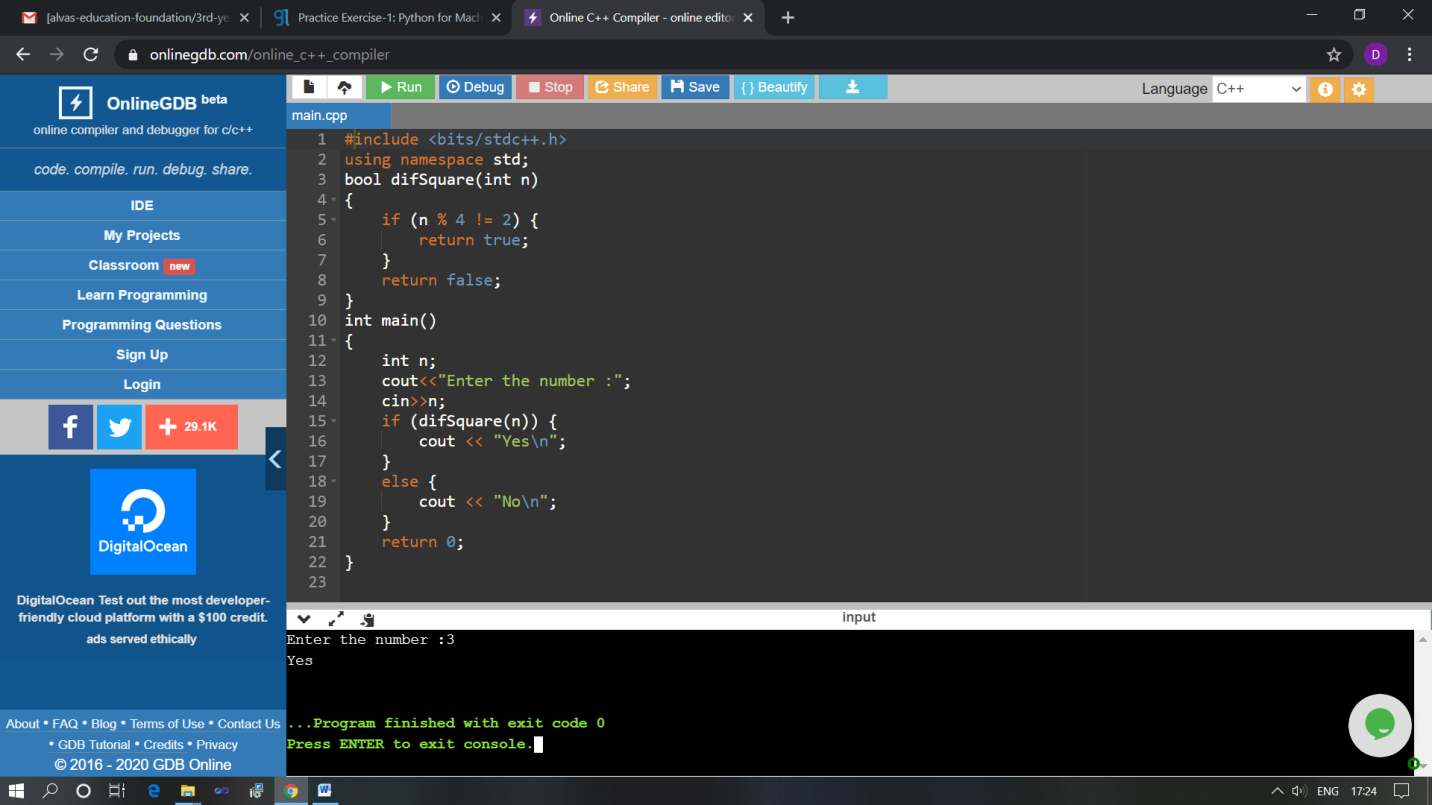 [alvas-education-foundation/3rd-ye
Practice Exercise-1: Python for Mach
Online C++ Compiler - online editor
onlinegdb.com/online_c++_compiler
D
OnlineGDB beta
online compiler and debugger for c/c++
code. compile. run. debug. share.
IDE
My Projects
Classroom new
Learn Programming
Programming Questions
Sign Up
Login
f + 29.1K
DigitalOcean
DigitalOcean Test out the most developer-
friendly cloud platform with a $100 credit.
ads served ethically
About • FAQ • Blog • Terms of Use • Contact Us
• GDB Tutorial • Credits • Privacy
© 2016 - 2020 GDB Online
Run Debug Stop Share Save { } Beautify
Language C++
main.cpp
1 #include <bits/stdc++.h>
2 using namespace std;
3 bool difSquare(int n)
4 {
5     if (n % 4 != 2) {
6         return true;
7     }
8     return false;
9 }
10 int main()
11 {
12     int n;
13     cout<<"Enter the number :";
14     cin>>n;
15     if (difSquare(n)) {
16         cout << "Yes\n";
17     }
18     else {
19         cout << "No\n";
20     }
21     return 0;
22 }
23
input
Enter the number :3
Yes
...Program finished with exit code 0
Press ENTER to exit console.
ENG 17:24